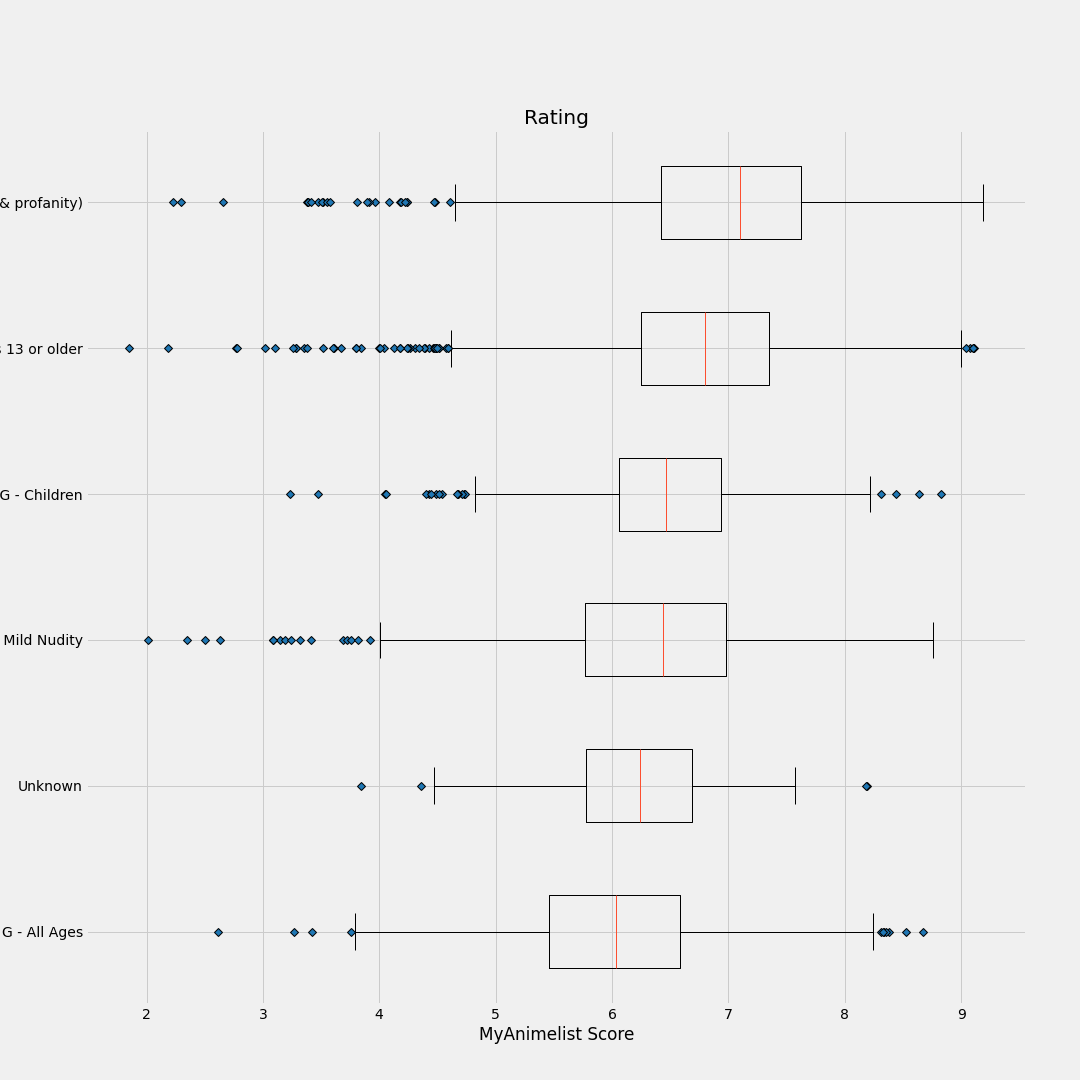 Rating
& profanity)
13 or older
G - Children
Mild Nudity
Unknown
G - All Ages
2 3 4 5 6 7 8 9
MyAnimelist Score